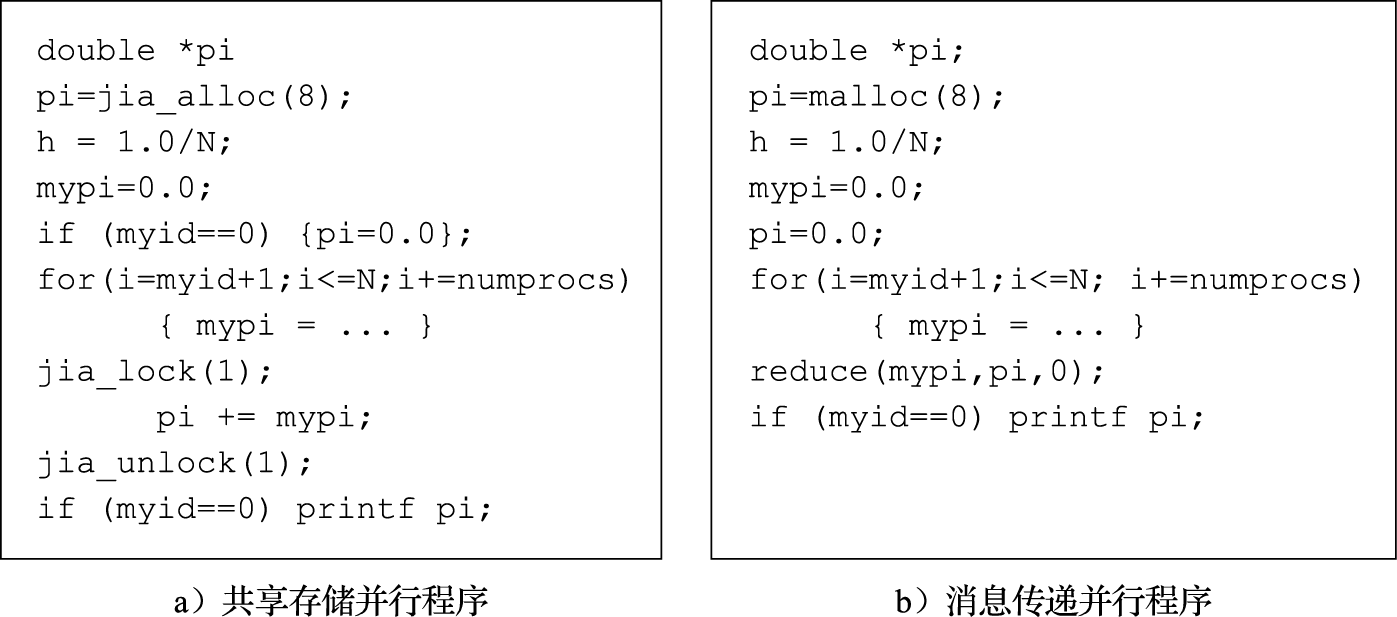 double *pi
pi=jia_alloc(8);
h = 1.0/N;
mypi=0.0;
if (myid==0) {pi=0.0};
for(i=myid+1;i<=N;i+=numprocs)
{ mypi = ... }
jia_lock(1);
pi += mypi;
jia_unlock(1);
if (myid==0) printf pi;
a）共享存储并行程序
double *pi;
pi=malloc(8);
h = 1.0/N;
mypi=0.0;
pi=0.0;
for(i=myid+1;i<=N; i+=numprocs)
{ mypi = ... }
reduce(mypi,pi,0);
if (myid==0) printf pi;
b）消息传递并行程序